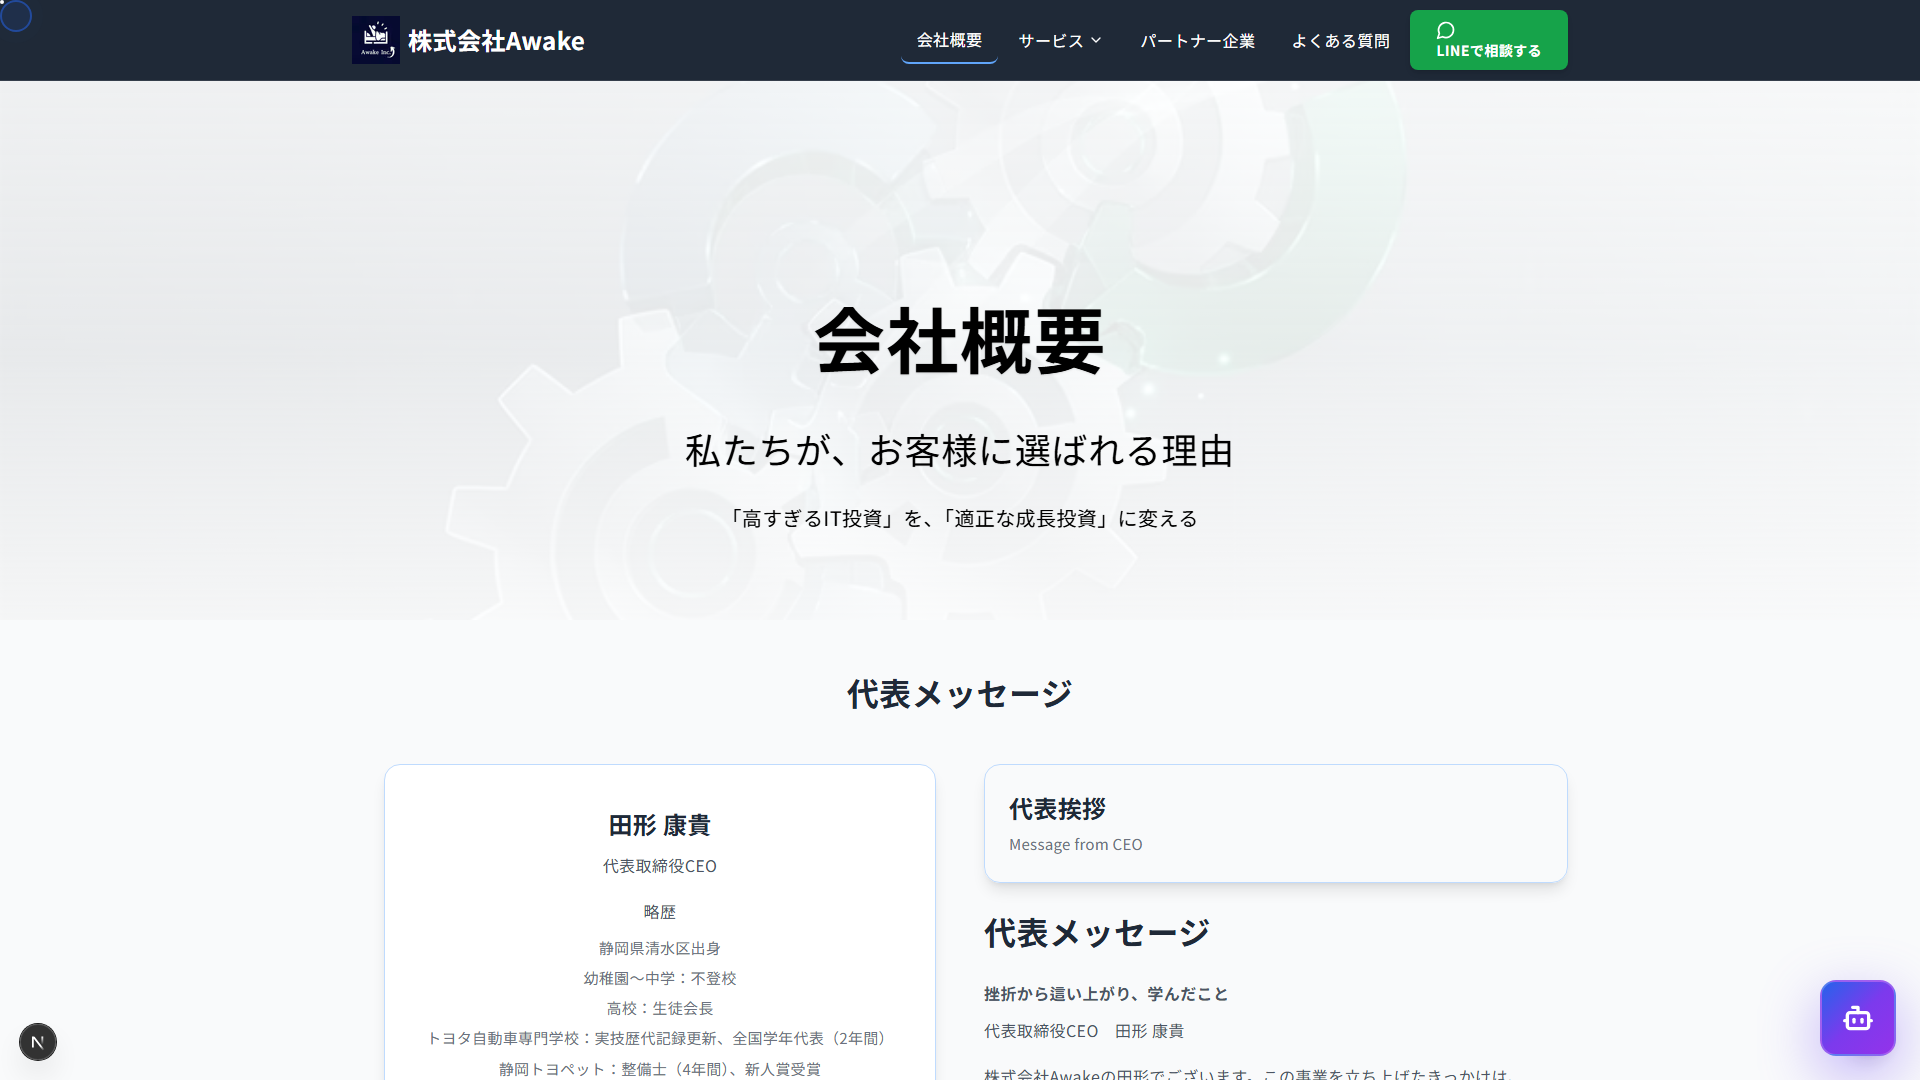 Awake Inc.
株式会社Awake
会社概要
サービス
パートナー企業
よくある質問
LINEで相談する
会社概要
私たちが、お客様に選ばれる理由
「高すぎるIT投資」を、「適正な成長投資」に変える
代表メッセージ
田形 康貴
代表取締役CEO
略歴
静岡県清水区出身
幼稚園〜中学：不登校
高校：生徒会長
トヨタ自動車専門学校：実技歴代記録更新、全国学年代表（2年間）
静岡トヨペット：整備士（4年間）、新人賞受賞
代表挨拶
Message from CEO
代表メッセージ
挫折から這い上がり、学んだこと
代表取締役CEO　田形 康貴
株式会社Awakeの田形でございます。この事業を立ち上げたきっかけは、
N